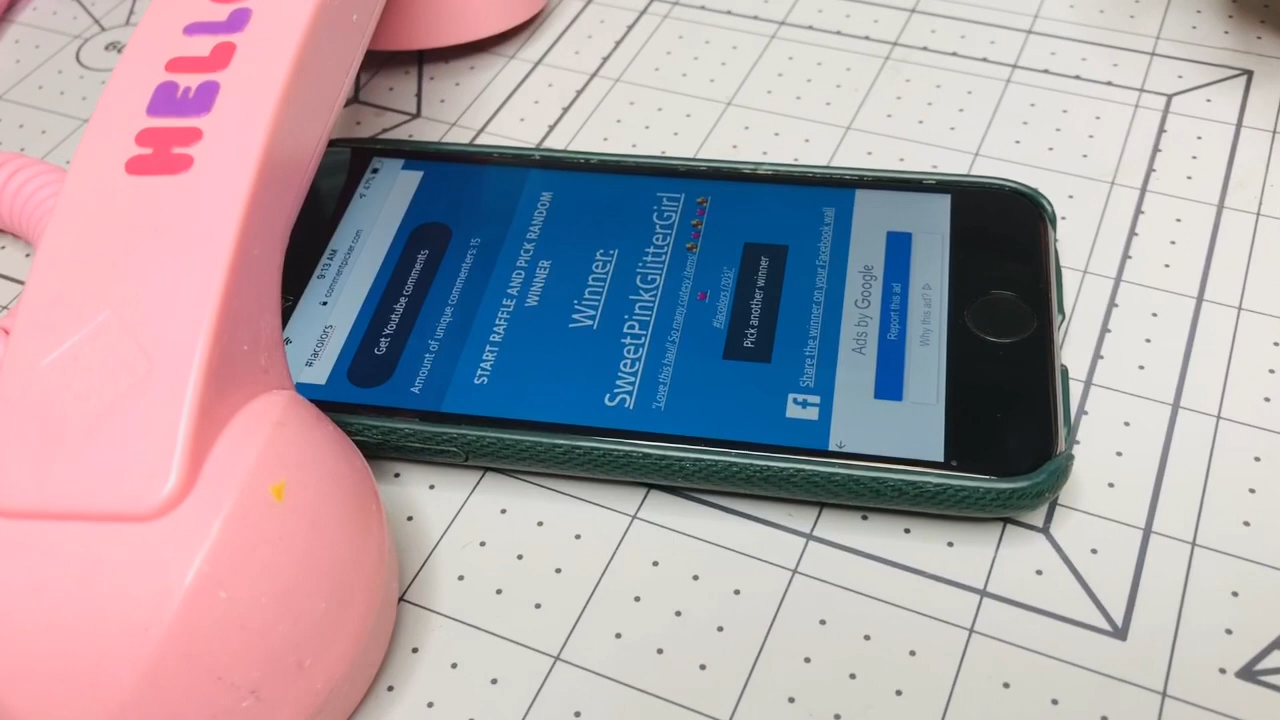 HELLO
9:13 AM
47%
commentpicker.com
#lacolors
Get Youtube comments
Amount of unique commenters: 15
START RAFFLE AND PICK RANDOM
WINNER
Winner:
SweetPinkGlitterGirl
"Love this haul! So many cutesy items!
#lacolors (70's)"
Pick another winner
Share the winner on your Facebook wall
Ads by Google
Report this ad
Why this ad?